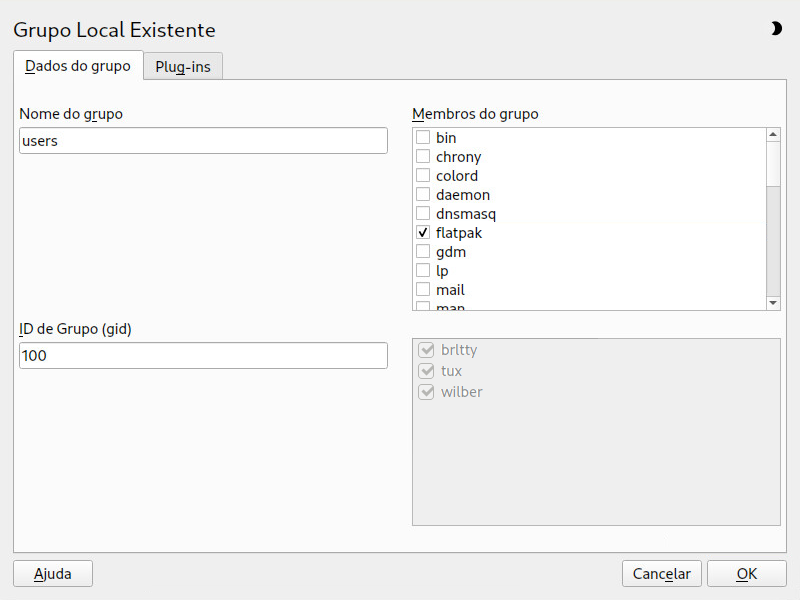 Grupo Local Existente
Dados do grupo
Plug-ins
Nome do grupo
users
Membros do grupo
bin
chrony
colord
daemon
dnsmasq
flatpak
gdm
lp
mail
man
ID de Grupo (gid)
100
brltty
tux
wilber
Ajuda
Cancelar
OK